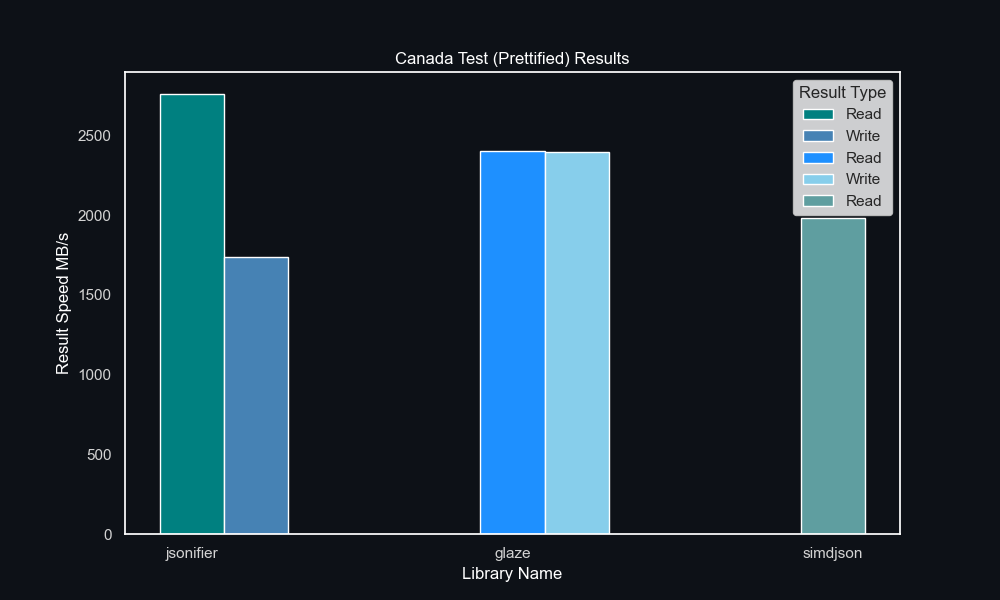 Canada Test (Prettified) Results
Result Type
Read
Write
Read
Write
Read
Result Speed MB/s
2500
2000
1500
1000
500
0
jsonifier glaze simdjson
Library Name